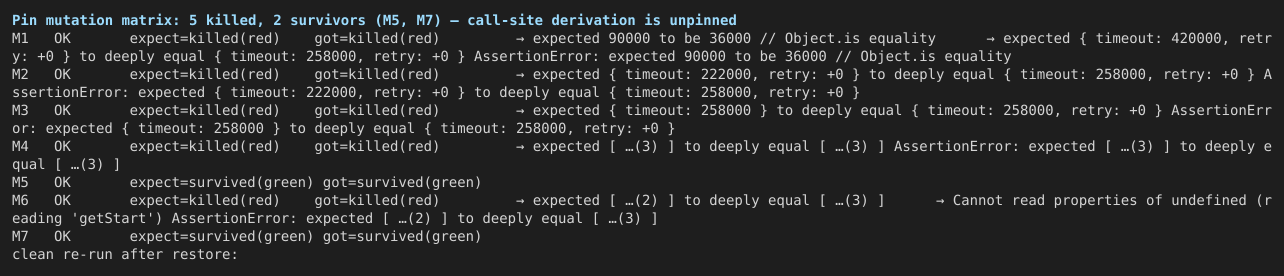 Pin mutation matrix: 5 killed, 2 survivors (M5, M7) — call-site derivation is unpinned
M1   OK       expect=killed(red)    got=killed(red)         → expected 90000 to be 36000 // Object.is equality      → expected { timeout: 420000, retr
y: +0 } to deeply equal { timeout: 258000, retry: +0 } AssertionError: expected 90000 to be 36000 // Object.is equality
M2   OK       expect=killed(red)    got=killed(red)         → expected { timeout: 222000, retry: +0 } to deeply equal { timeout: 258000, retry: +0 } A
ssertionError: expected { timeout: 222000, retry: +0 } to deeply equal { timeout: 258000, retry: +0 }
M3   OK       expect=killed(red)    got=killed(red)         → expected { timeout: 258000 } to deeply equal { timeout: 258000, retry: +0 } AssertionErr
or: expected { timeout: 258000 } to deeply equal { timeout: 258000, retry: +0 }
M4   OK       expect=killed(red)    got=killed(red)         → expected [ …(3) ] to deeply equal [ …(3) ] AssertionError: expected [ …(3) ] to deeply e
qual [ …(3) ]
M5   OK       expect=survived(green) got=survived(green)
M6   OK       expect=killed(red)    got=killed(red)         → expected [ …(2) ] to deeply equal [ …(3) ]      → Cannot read properties of undefined (r
eading 'getStart') AssertionError: expected [ …(2) ] to deeply equal [ …(3) ]
M7   OK       expect=survived(green) got=survived(green)
clean re-run after restore: